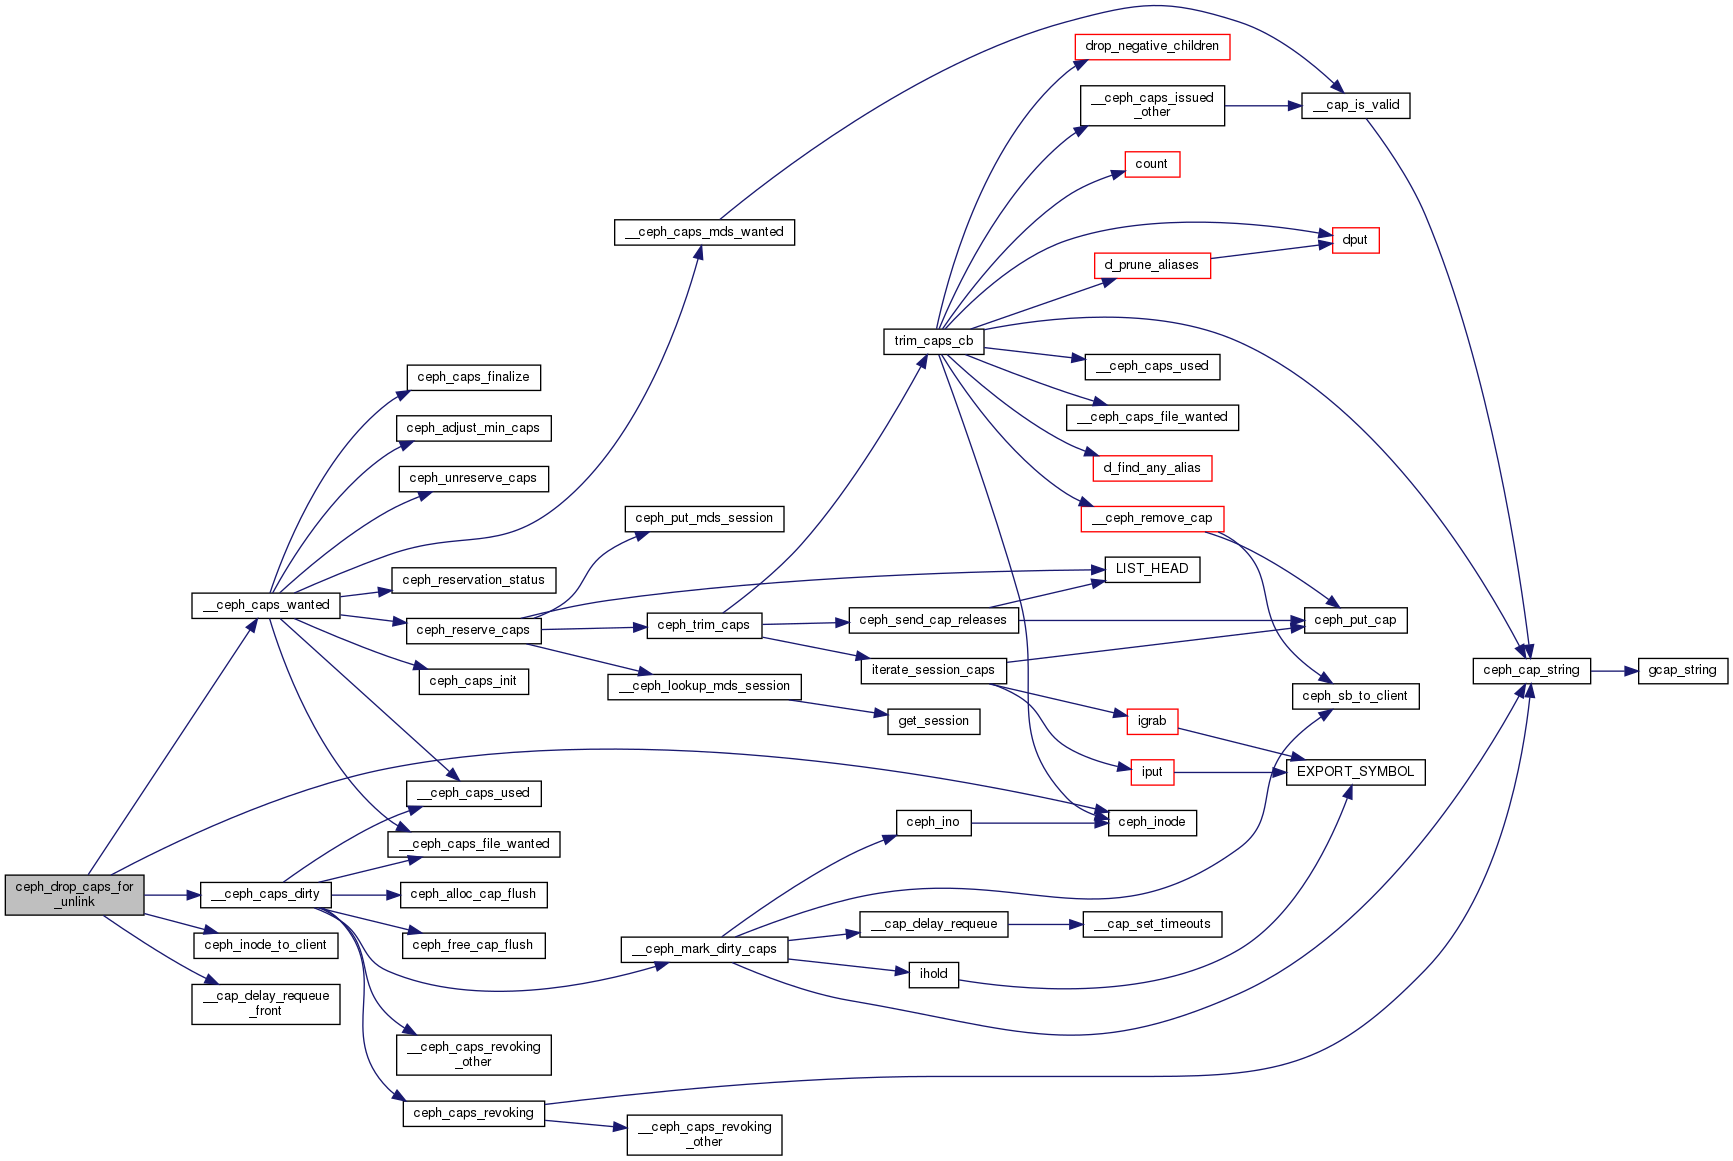 drop_negative_children
__ceph_caps_issued
_other
__cap_is_valid
count
__ceph_caps_mds_wanted
dput
d_prune_aliases
trim_caps_cb
__ceph_caps_used
ceph_caps_finalize
__ceph_caps_file_wanted
ceph_adjust_min_caps
d_find_any_alias
ceph_unreserve_caps
ceph_put_mds_session
__ceph_remove_cap
LIST_HEAD
ceph_reservation_status
__ceph_caps_wanted
ceph_reserve_caps
ceph_trim_caps
ceph_send_cap_releases
ceph_put_cap
iterate_session_caps
ceph_cap_string
gcap_string
ceph_caps_init
__ceph_lookup_mds_session
ceph_sb_to_client
get_session
igrab
iput
EXPORT_SYMBOL
__ceph_caps_used
ceph_ino
ceph_inode
__ceph_caps_file_wanted
ceph_drop_caps_for
_unlink
__ceph_caps_dirty
ceph_alloc_cap_flush
__cap_delay_requeue
__cap_set_timeouts
ceph_inode_to_client
ceph_free_cap_flush
__ceph_mark_dirty_caps
ihold
__cap_delay_requeue
_front
__ceph_caps_revoking
_other
ceph_caps_revoking
__ceph_caps_revoking
_other